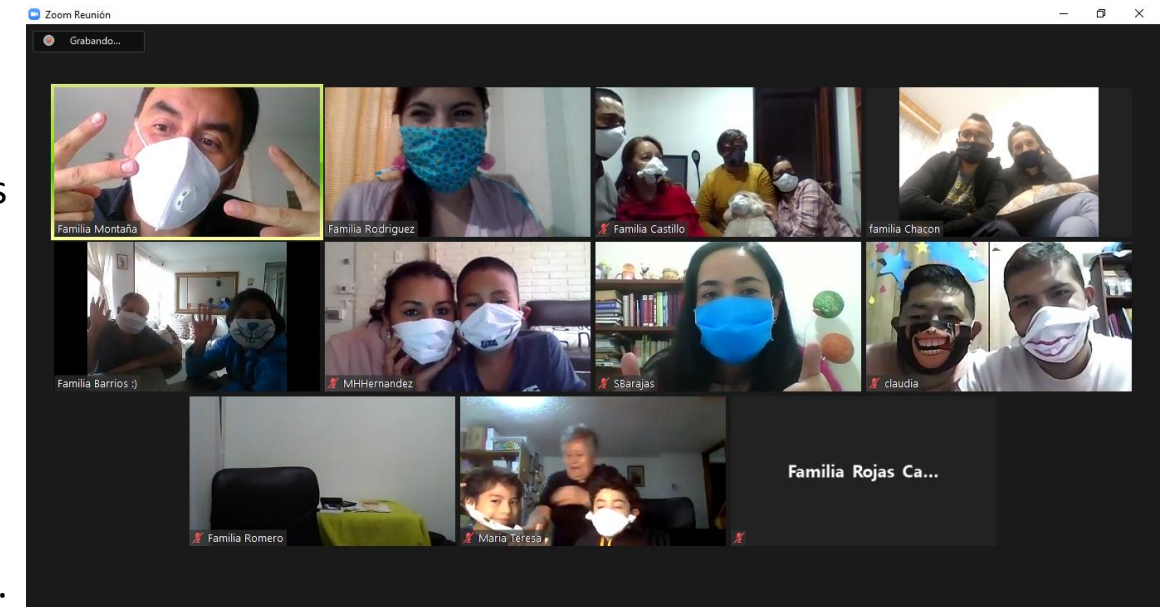 Zoom Reunión
Grabando...
s
Familia Montaña
Familia Rodriguez
Familia Castillo
familia Chacon
Familia Barrios :)
MHHernandez
SBarajas
claudia
Familia Romero
Maria Teresa
Familia Rojas Ca...
.